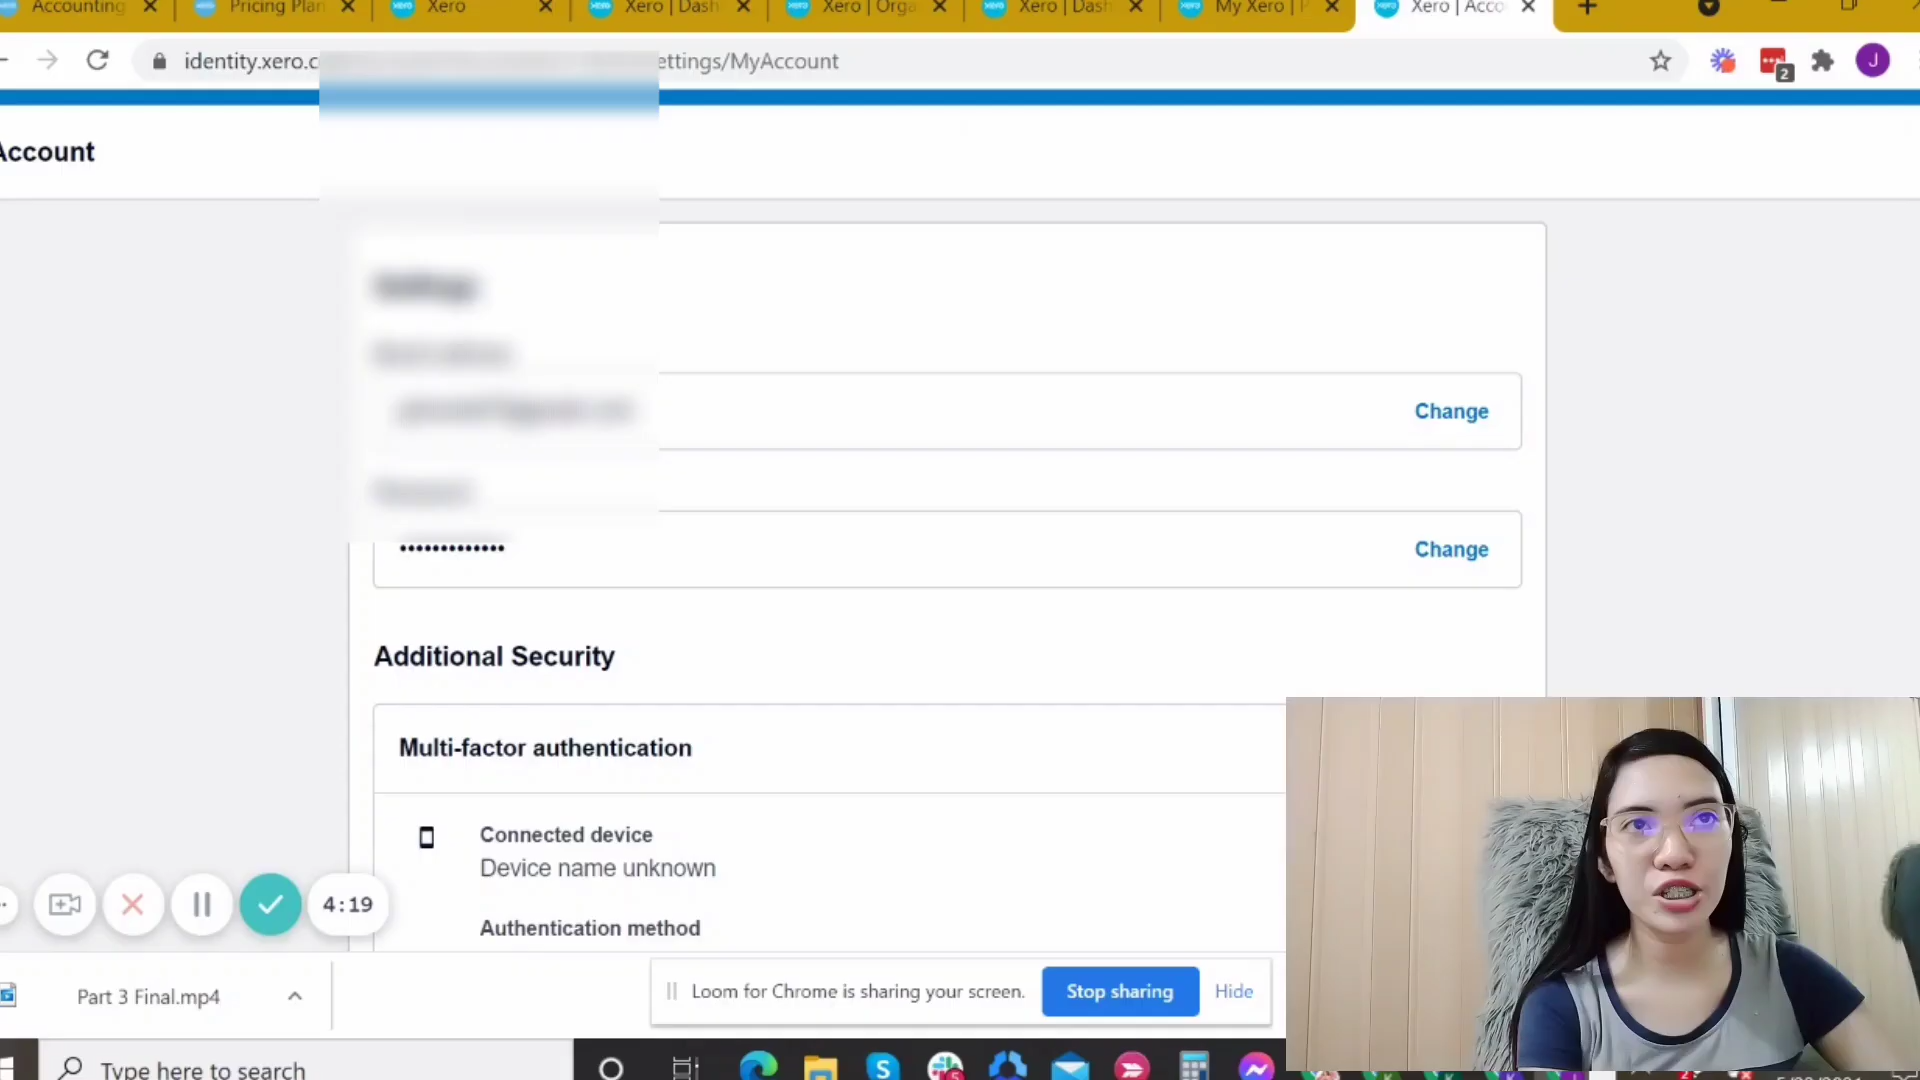 Accounting
Pricing Plan
Xero
Xero | Dash
Xero | Orga
Xero | Dash
My Xero | P
Xero | Acco
identity.xero.c
ettings/MyAccount
2
J
Account
Change
Change
Additional Security
Multi-factor authentication
Connected device
Device name unknown
4:19
Authentication method
Part 3 Final.mp4
Loom for Chrome is sharing your screen.
Stop sharing
Hide
Type here to search